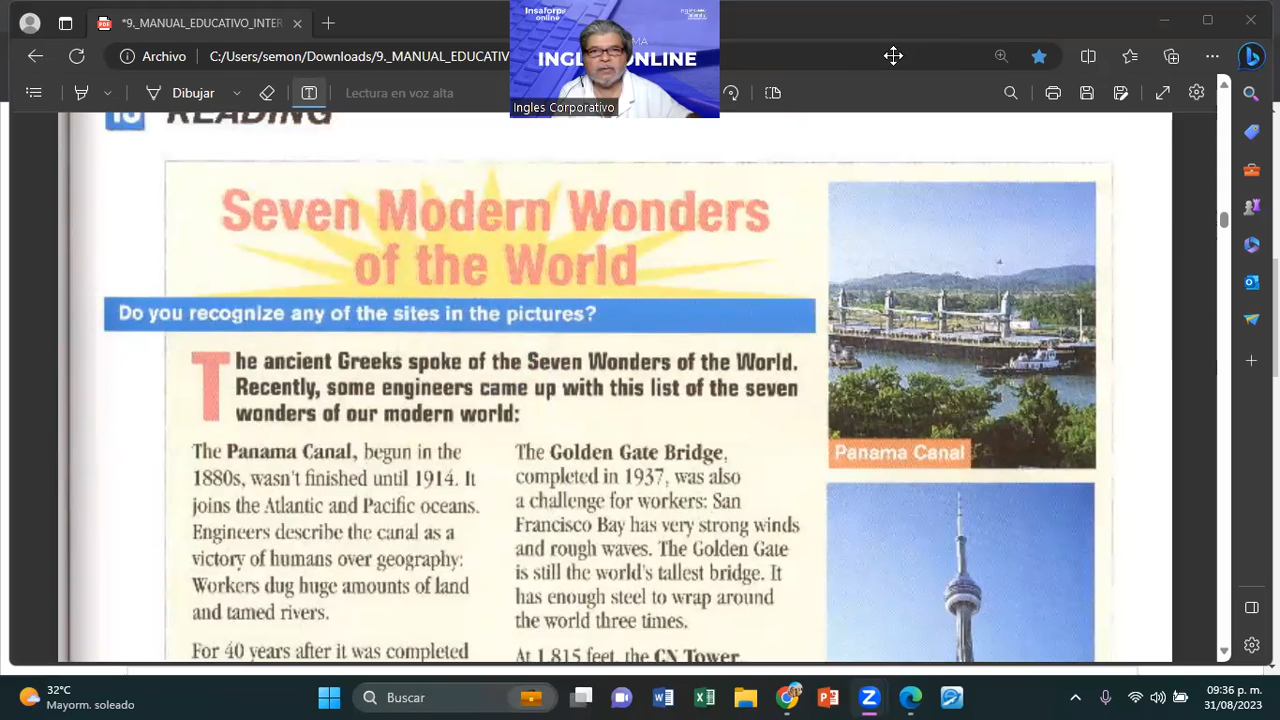 *9._MANUAL_EDUCATIVO_INTER
Archivo
C:/Users/semon/Downloads/9._MANUAL_EDUCATIV
Insaforp
online
INGL ONLINE
Ingles Corporativo
Dibujar
Lectura en voz alta
READING
Seven Modern Wonders
of the World
Do you recognize any of the sites in the pictures?
The ancient Greeks spoke of the Seven Wonders of the World.
Recently, some engineers came up with this list of the seven
wonders of our modern world:
The Panama Canal, begun in the
1880s, wasn't finished until 1914. It
joins the Atlantic and Pacific oceans.
Engineers describe the canal as a
victory of humans over geography:
Workers dug huge amounts of land
and tamed rivers.
For 40 years after it was completed
The Golden Gate Bridge,
completed in 1937, was also
a challenge for workers: San
Francisco Bay has very strong winds
and rough waves. The Golden Gate
is still the world's tallest bridge. It
has enough steel to wrap around
the world three times.
At 1,815 feet, the CN Tower,
Panama Canal
32°C
Mayorm. soleado
Buscar
09:36 p. m.
31/08/2023